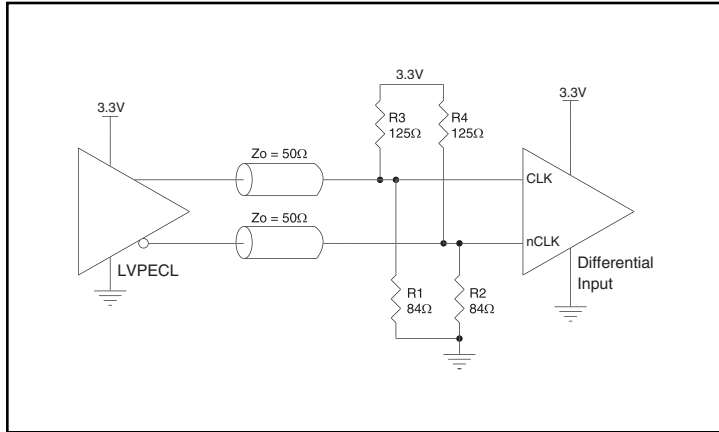 3.3V
3.3V
3.3V
R3
125Ω
R4
125Ω
Zo = 50Ω
CLK
Zo = 50Ω
nCLK
LVPECL
Differential
Input
R1
84Ω
R2
84Ω